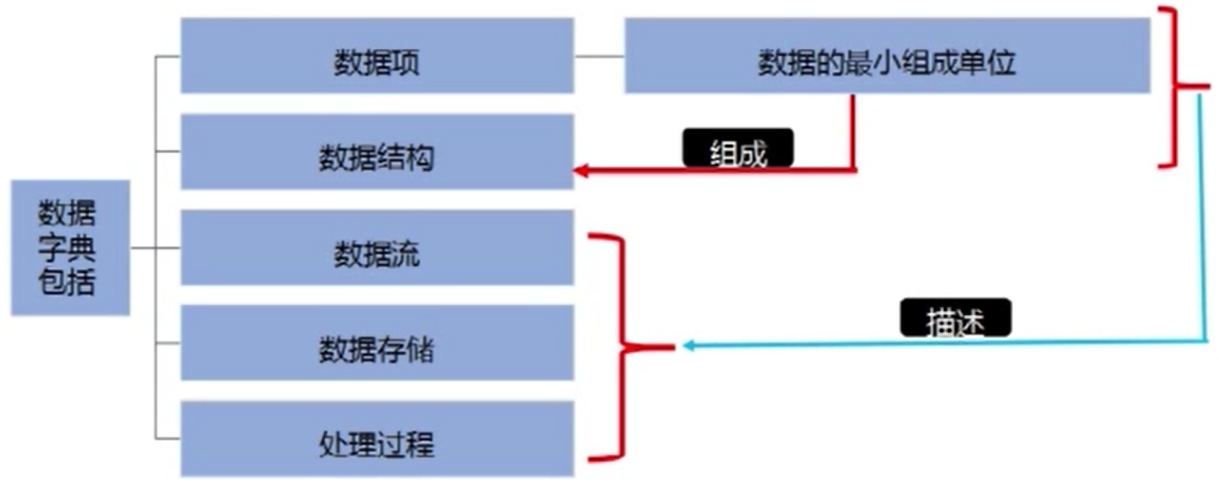 数据项
数据的最小组成单位
组成
数据结构
数据
字典
包括
数据流
描述
数据存储
处理过程